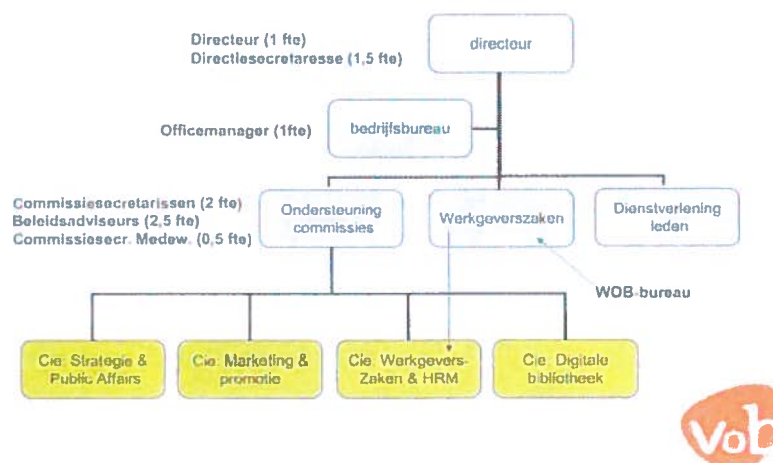 Directeur (1 fte)
Directiesecretaresse (1,5 fte)
directeur
Officemanager (1fte)
bedrijfsbureau
Commissiesecretarissen (2 fte)
Beleidsadviseurs (2,5 fte)
Commissiesecr. Medew. (0,5 fte)
Ondersteuning
commissies
Werkgeverszaken
Dienstverlening
leden
WOB-bureau
Cie: Strategie &
Public Affairs
Cie: Marketing &
promotie
Cie: Werkgevers-
Zaken & HRM
Cie: Digitale
bibliotheek
Vob